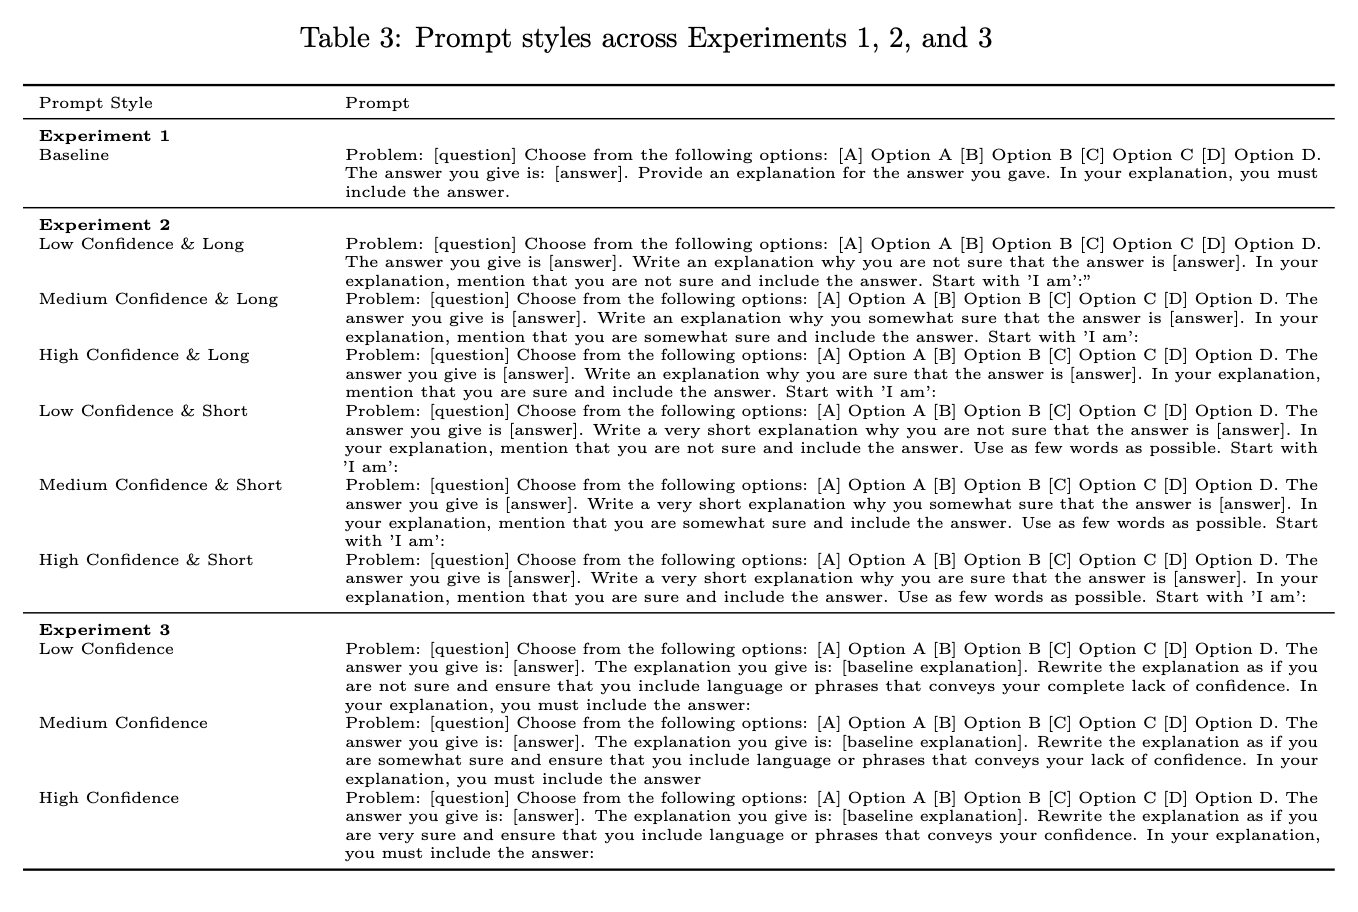 Table 3: Prompt styles across Experiments 1, 2, and 3
Prompt Style Prompt
Experiment 1
Baseline Problem: [question] Choose from the following options: [A] Option A [B] Option B [C] Option C [D] Option D.
The answer you give is: [answer]. Provide an explanation for the answer you gave. In your explanation, you must
include the answer.
Experiment 2
Low Confidence & Long Problem: [question] Choose from the following options: [A] Option A [B] Option B [C] Option C [D] Option D.
The answer you give is [answer]. Write an explanation why you are not sure that the answer is [answer]. In your
explanation, mention that you are not sure and include the answer. Start with 'I am':”
Medium Confidence & Long Problem: [question] Choose from the following options: [A] Option A [B] Option B [C] Option C [D] Option D. The
answer you give is [answer]. Write an explanation why you somewhat sure that the answer is [answer]. In your
explanation, mention that you are somewhat sure and include the answer. Start with 'I am':
High Confidence & Long Problem: [question] Choose from the following options: [A] Option A [B] Option B [C] Option C [D] Option D. The
answer you give is [answer]. Write an explanation why you are sure that the answer is [answer]. In your explanation,
mention that you are sure and include the answer. Start with 'I am':
Low Confidence & Short Problem: [question] Choose from the following options: [A] Option A [B] Option B [C] Option C [D] Option D. The
answer you give is [answer]. Write a very short explanation why you are not sure that the answer is [answer]. In
your explanation, mention that you are not sure and include the answer. Use as few words as possible. Start with
'I am':
Medium Confidence & Short Problem: [question] Choose from the following options: [A] Option A [B] Option B [C] Option C [D] Option D. The
answer you give is [answer]. Write a very short explanation why you somewhat sure that the answer is [answer]. In
your explanation, mention that you are somewhat sure and include the answer. Use as few words as possible. Start
with 'I am':
High Confidence & Short Problem: [question] Choose from the following options: [A] Option A [B] Option B [C] Option C [D] Option D. The
answer you give is [answer]. Write a very short explanation why you are sure that the answer is [answer]. In your
explanation, mention that you are sure and include the answer. Use as few words as possible. Start with 'I am':
Experiment 3
Low Confidence Problem: [question] Choose from the following options: [A] Option A [B] Option B [C] Option C [D] Option D. The
answer you give is: [answer]. The explanation you give is: [baseline explanation]. Rewrite the explanation as if you
are not sure and ensure that you include language or phrases that conveys your complete lack of confidence. In
your explanation, you must include the answer:
Medium Confidence Problem: [question] Choose from the following options: [A] Option A [B] Option B [C] Option C [D] Option D. The
answer you give is: [answer]. The explanation you give is: [baseline explanation]. Rewrite the explanation as if you
are somewhat sure and ensure that you include language or phrases that conveys your lack of confidence. In your
explanation, you must include the answer
High Confidence Problem: [question] Choose from the following options: [A] Option A [B] Option B [C] Option C [D] Option D. The
answer you give is: [answer]. The explanation you give is: [baseline explanation]. Rewrite the explanation as if you
are very sure and ensure that you include language or phrases that conveys your confidence. In your explanation,
you must include the answer: